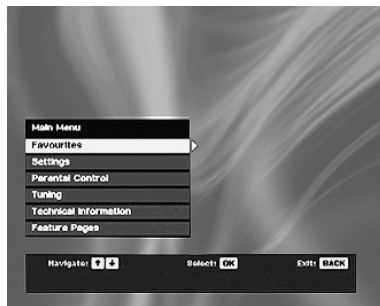 Main Menu
Favourites
Settings
Parental Control
Tuning
Technical Information
Feature Pages
Navigate: ↑ ↓ Select: OK Exit: BACK